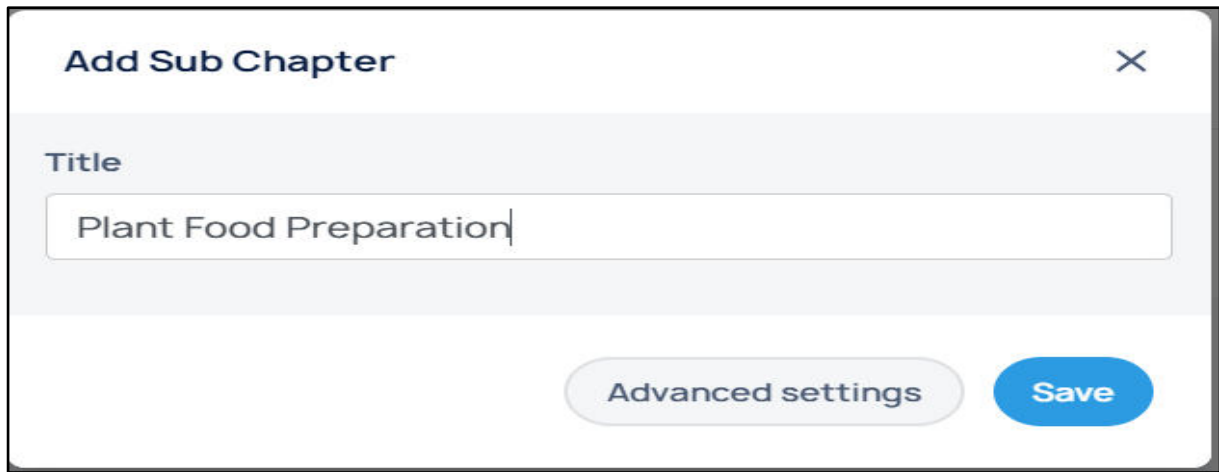 Add Sub Chapter
Title
Plant Food Preparation
Advanced settings Save